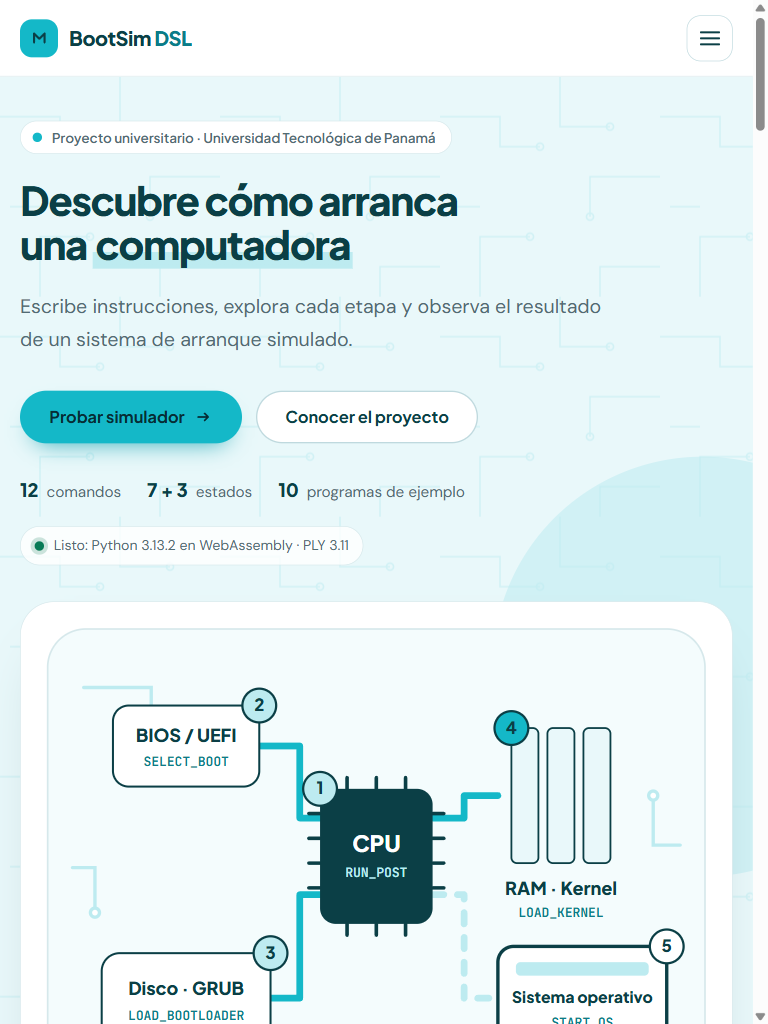 M BootSim DSL
Proyecto universitario · Universidad Tecnológica de Panamá
Descubre cómo arranca
una computadora
Escribe instrucciones, explora cada etapa y observa el resultado
de un sistema de arranque simulado.
Probar simulador →
Conocer el proyecto
12 comandos 7 + 3 estados 10 programas de ejemplo
Listo: Python 3.13.2 en WebAssembly · PLY 3.11
2
BIOS / UEFI
SELECT_BOOT
1
CPU
RUN_POST
4
RAM · Kernel
LOAD_KERNEL
3
Disco · GRUB
LOAD_BOOTLOADER
5
Sistema operativo
START_OS